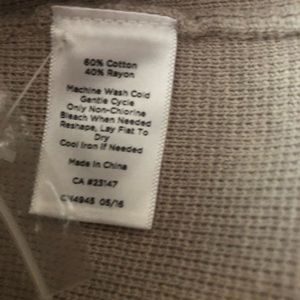 60% Cotton
40% Rayon
Machine Wash Cold
Gentle Cycle
Only Non-Chlorine
Bleach When Needed
Reshape, Lay Flat To
Dry
Cool Iron If Needed
Made In China
CA #23147
05/16